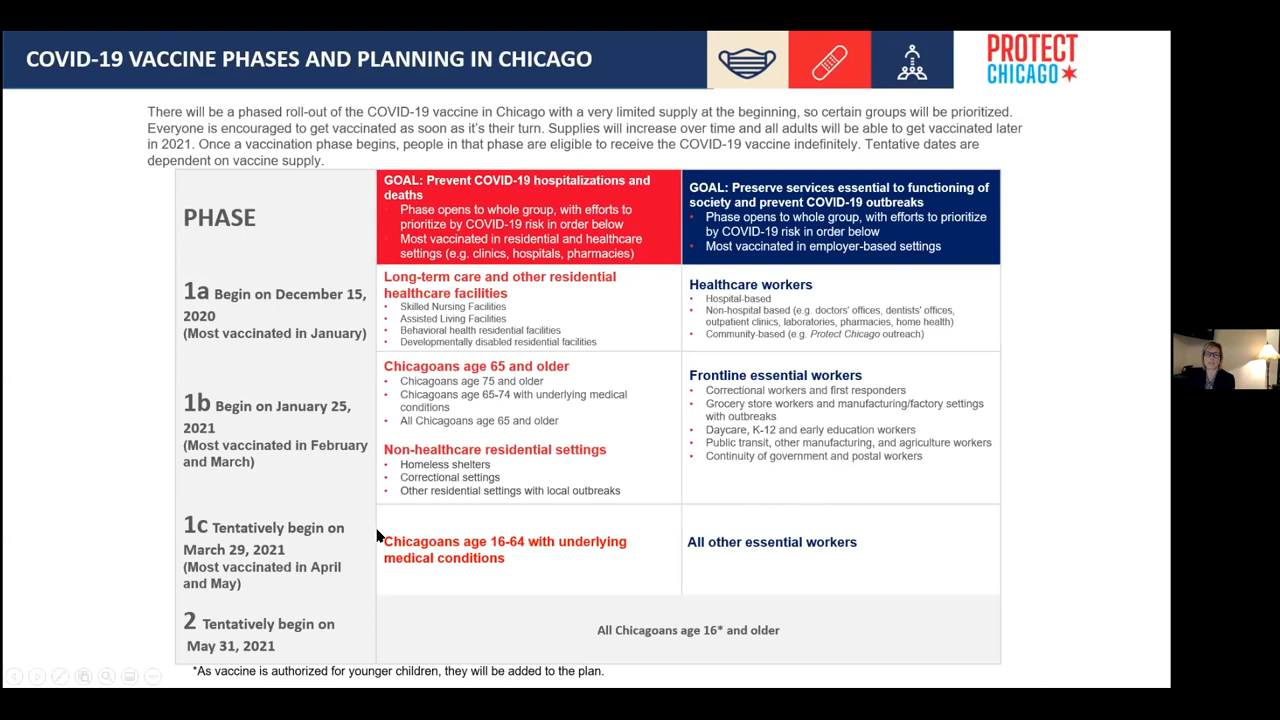 COVID-19 VACCINE PHASES AND PLANNING IN CHICAGO
PROTECT
CHICAGO
There will be a phased roll-out of the COVID-19 vaccine in Chicago with a very limited supply at the beginning, so certain groups will be prioritized.
Everyone is encouraged to get vaccinated as soon as it's their turn. Supplies will increase over time and all adults will be able to get vaccinated later
in 2021. Once a vaccination phase begins, people in that phase are eligible to receive the COVID-19 vaccine indefinitely. Tentative dates are
dependent on vaccine supply.
PHASE
GOAL: Prevent COVID-19 hospitalizations and
deaths
Phase opens to whole group, with efforts to
prioritize by COVID-19 risk in order below
• Most vaccinated in residential and healthcare
settings (e.g. clinics, hospitals, pharmacies)
GOAL: Preserve services essential to functioning of
society and prevent COVID-19 outbreaks
• Phase opens to whole group, with efforts to prioritize
by COVID-19 risk in order below
• Most vaccinated in employer-based settings
1a Begin on December 15,
2020
(Most vaccinated in January)
Long-term care and other residential
healthcare facilities
• Skilled Nursing Facilities
• Assisted Living Facilities
• Behavioral health residential facilities
• Developmentally disabled residential facilities
Healthcare workers
• Hospital-based
• Non-hospital based (e.g. doctors' offices, dentists' offices,
outpatient clinics, laboratories, pharmacies, home health)
• Community-based (e.g. Protect Chicago outreach)
1b Begin on January 25,
2021
(Most vaccinated in February
and March)
Chicagoans age 65 and older
• Chicagoans age 75 and older
• Chicagoans age 65-74 with underlying medical
conditions
• All Chicagoans age 65 and older
Non-healthcare residential settings
• Homeless shelters
• Correctional settings
• Other residential settings with local outbreaks
Frontline essential workers
• Correctional workers and first responders
• Grocery store workers and manufacturing/factory settings
with outbreaks
• Daycare, K-12 and early education workers
• Public transit, other manufacturing, and agriculture workers
• Continuity of government and postal workers
1c Tentatively begin on
March 29, 2021
(Most vaccinated in April
and May)
Chicagoans age 16-64 with underlying
medical conditions
All other essential workers
2 Tentatively begin on
May 31, 2021
All Chicagoans age 16* and older
*As vaccine is authorized for younger children, they will be added to the plan.